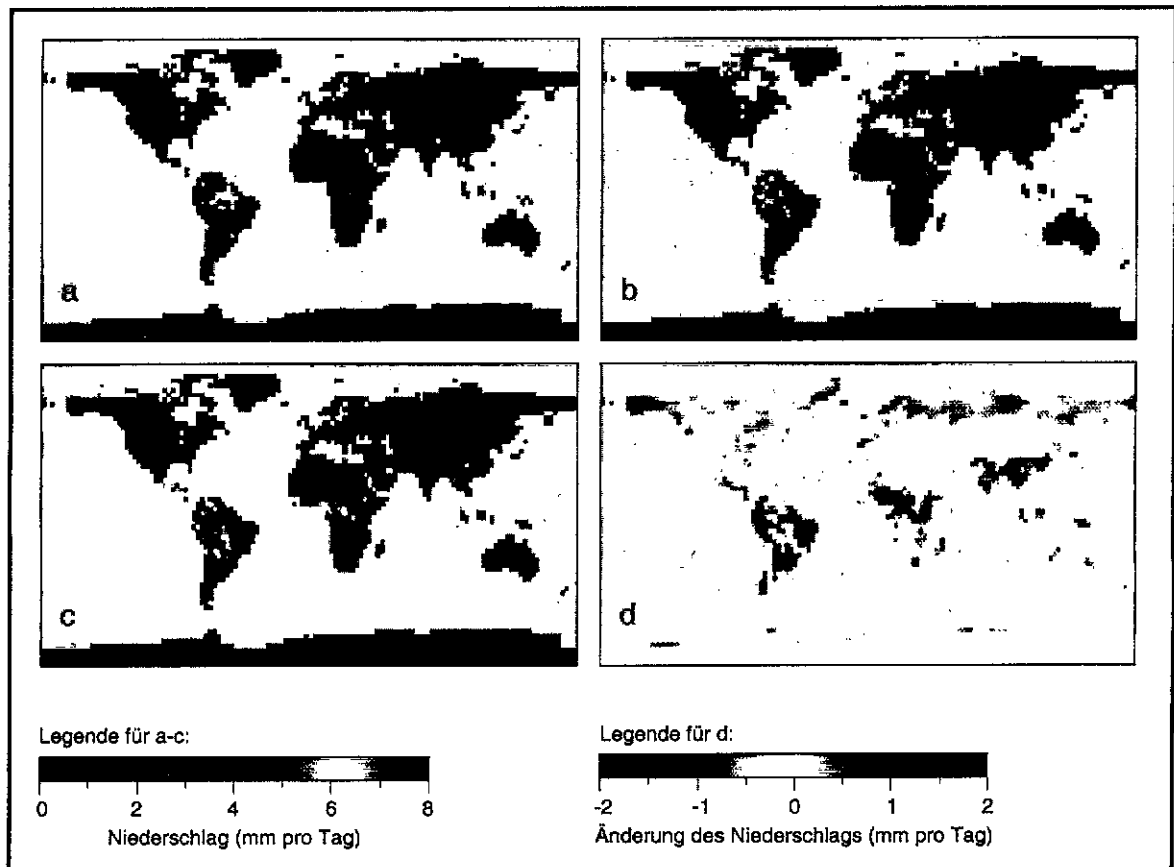 a
b
c
d
Legende für a-c:
0 2 4 6 8
Niederschlag (mm pro Tag)
Legende für d:
-2 -1 0 1 2
Änderung des Niederschlags (mm pro Tag)